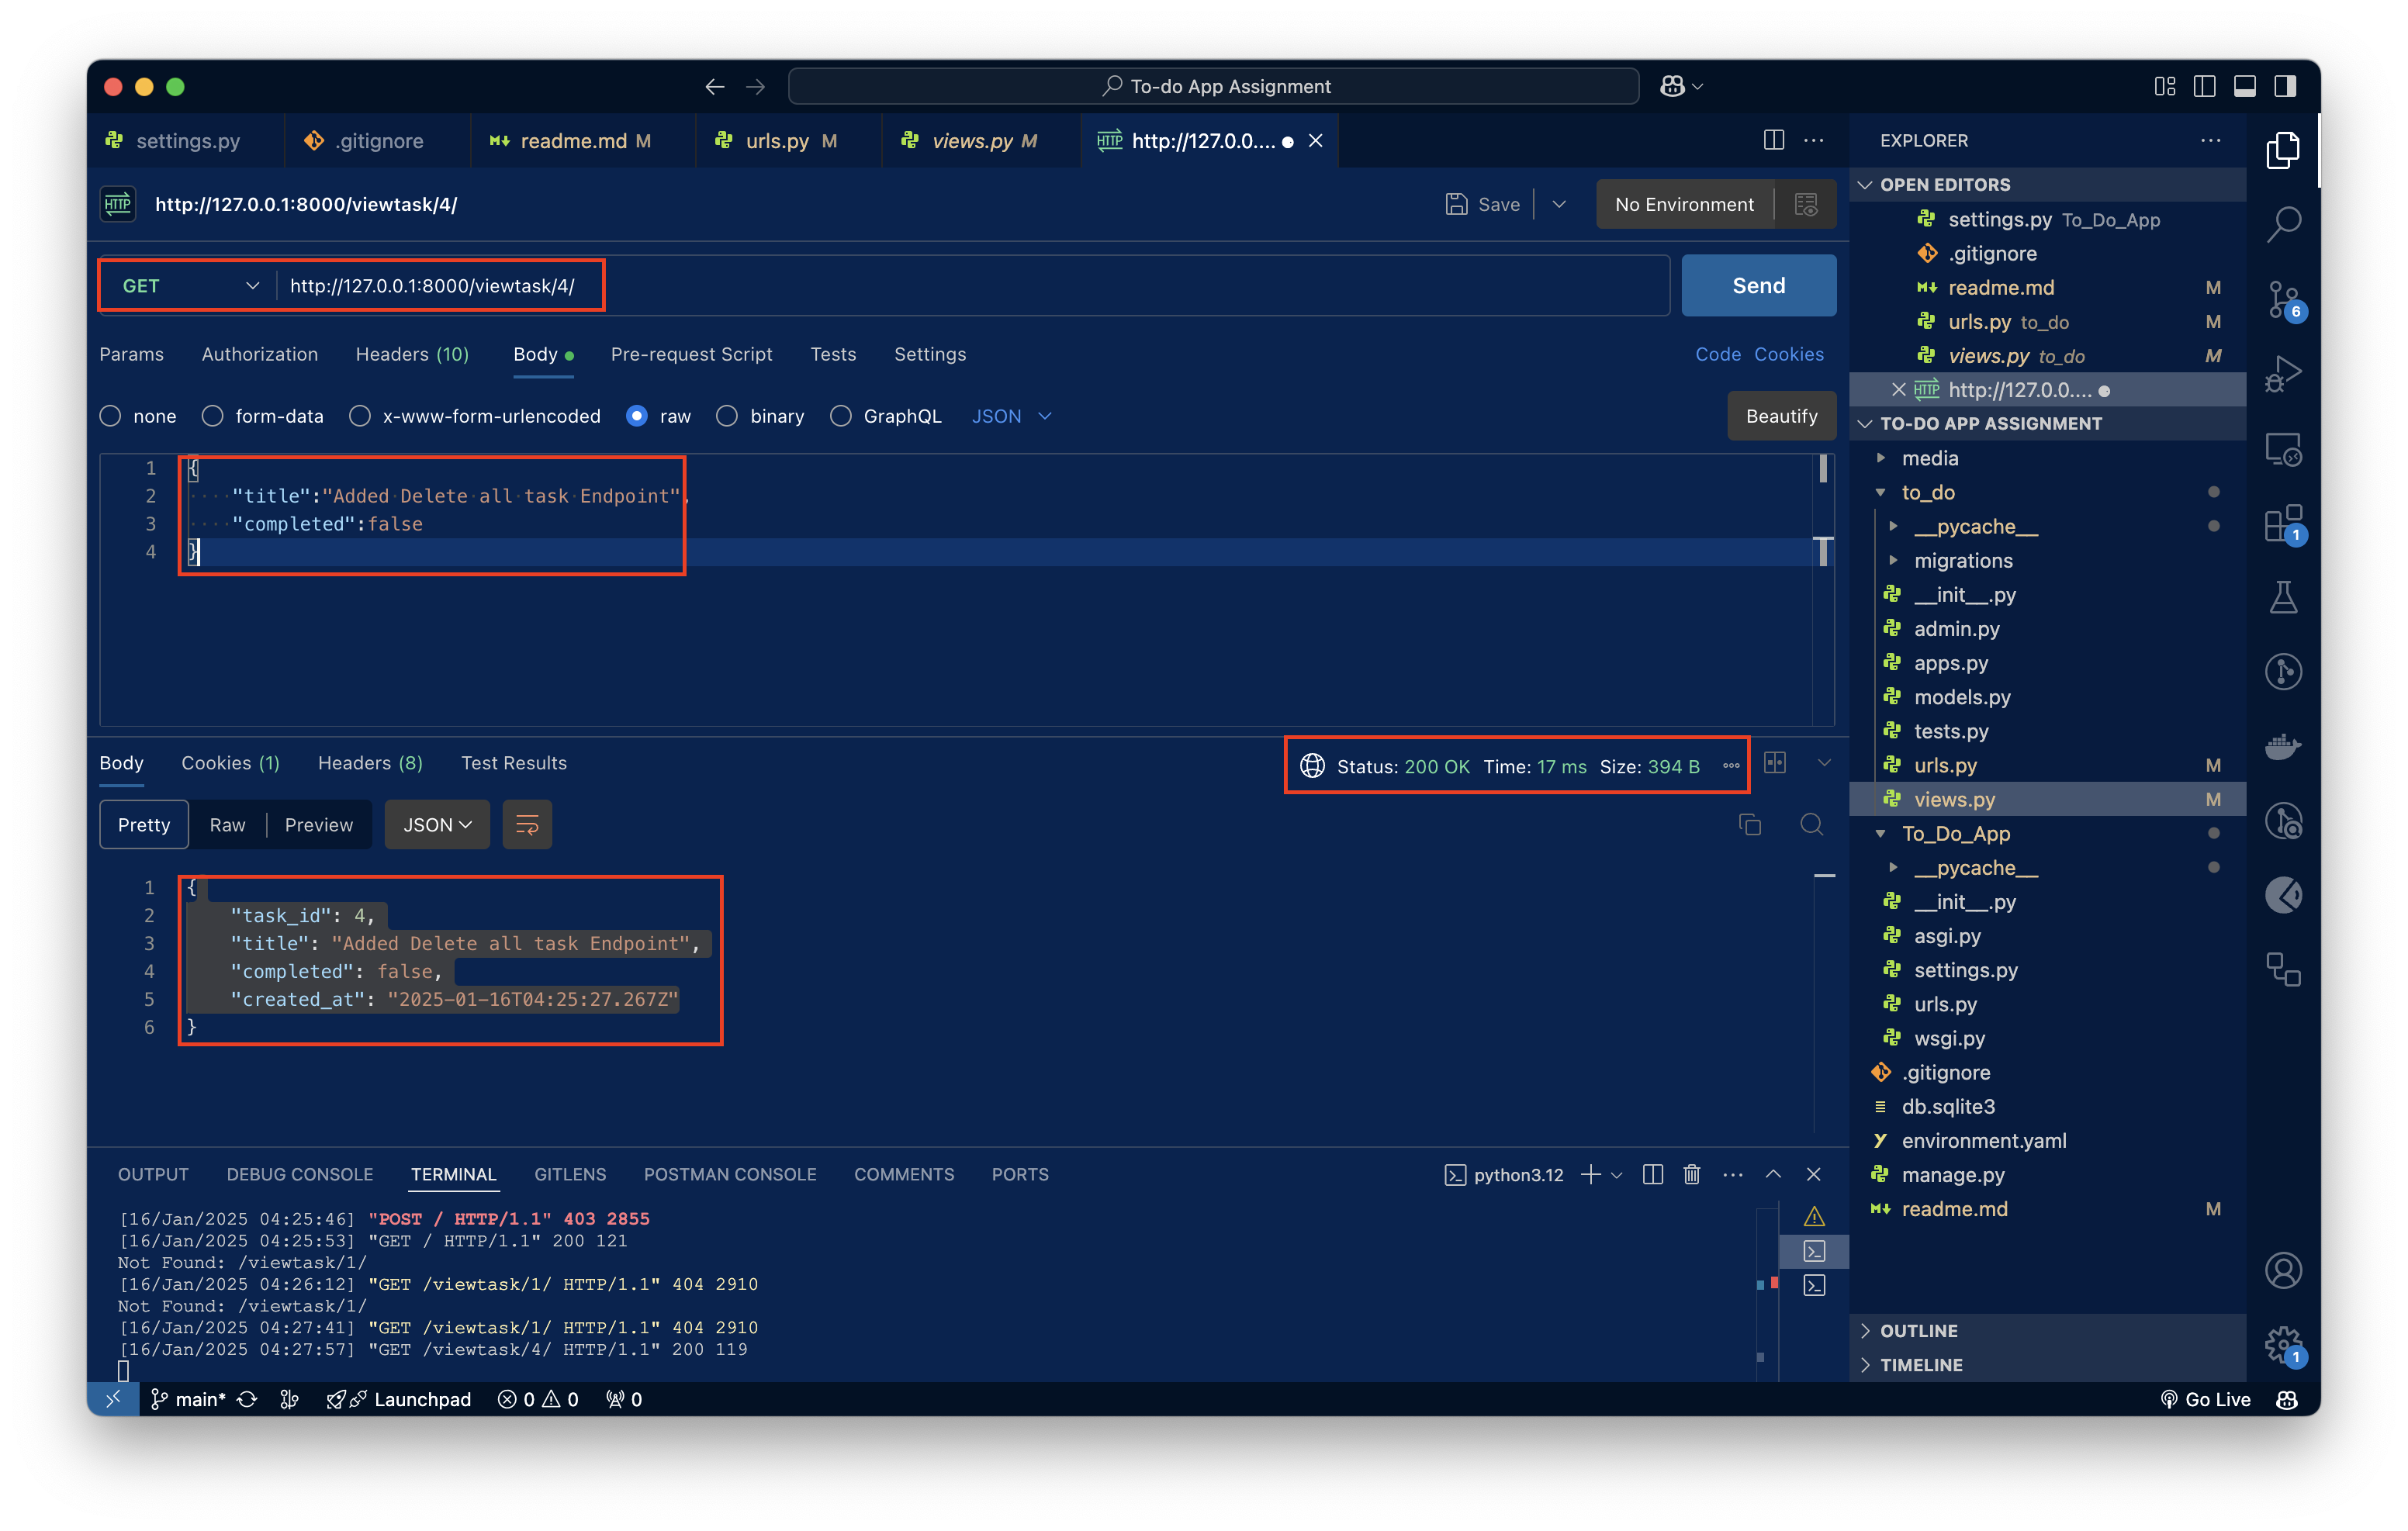 To-do App Assignment
settings.py
.gitignore
readme.md M
urls.py M
views.py M
HTTP http://127.0.0....
HTTP http://127.0.0.1:8000/viewtask/4/
Save
No Environment
GET http://127.0.0.1:8000/viewtask/4/
Send
Params Authorization Headers (10) Body Pre-request Script Tests Settings Code Cookies
none form-data x-www-form-urlencoded raw binary GraphQL JSON Beautify
1 {
2 ····"title":"Added·Delete·all·task·Endpoint",
3 ····"completed":false
4 }
Body Cookies (1) Headers (8) Test Results
Status: 200 OK Time: 17 ms Size: 394 B
Pretty Raw Preview JSON
1 {
2 "task_id": 4,
3 "title": "Added Delete all task Endpoint",
4 "completed": false,
5 "created_at": "2025-01-16T04:25:27.267Z"
6 }
OUTPUT DEBUG CONSOLE TERMINAL GITLENS POSTMAN CONSOLE COMMENTS PORTS
python3.12
[16/Jan/2025 04:25:46] "POST / HTTP/1.1" 403 2855
[16/Jan/2025 04:25:53] "GET / HTTP/1.1" 200 121
Not Found: /viewtask/1/
[16/Jan/2025 04:26:12] "GET /viewtask/1/ HTTP/1.1" 404 2910
Not Found: /viewtask/1/
[16/Jan/2025 04:27:41] "GET /viewtask/1/ HTTP/1.1" 404 2910
[16/Jan/2025 04:27:57] "GET /viewtask/4/ HTTP/1.1" 200 119
EXPLORER
OPEN EDITORS
settings.py To_Do_App
.gitignore
readme.md M
urls.py to_do M
views.py to_do M
HTTP http://127.0.0....
TO-DO APP ASSIGNMENT
media
to_do
__pycache__
migrations
__init__.py
admin.py
apps.py
models.py
tests.py
urls.py M
views.py M
To_Do_App
__pycache__
__init__.py
asgi.py
settings.py
urls.py
wsgi.py
.gitignore
db.sqlite3
environment.yaml
manage.py
readme.md M
OUTLINE
TIMELINE
6
1
1
main* Launchpad 0 0 0 Go Live